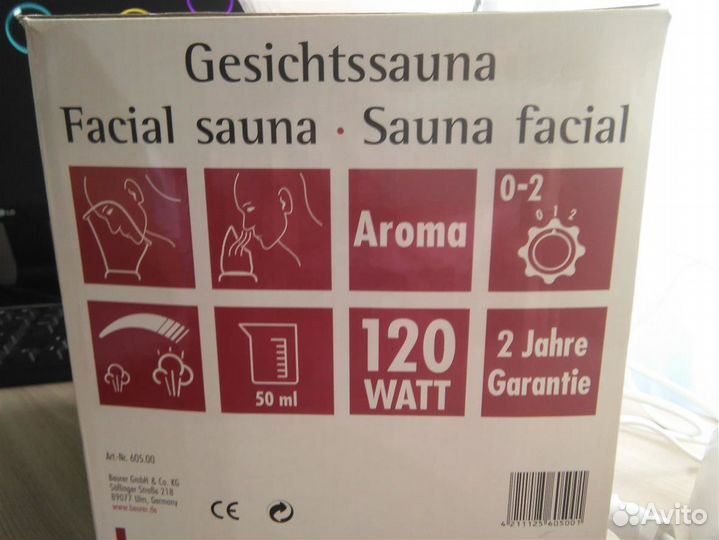 Gesichtssauna
Facial sauna · Sauna facial
Aroma
0-2
0 1 2
50 ml
120
WATT
2 Jahre
Garantie
Art.-Nr. 605.00
Beurer GmbH & Co. KG
Söflinger Straße 218
89077 Ulm, Germany
www.beurer.de
CE
4 211125 605001
Avito